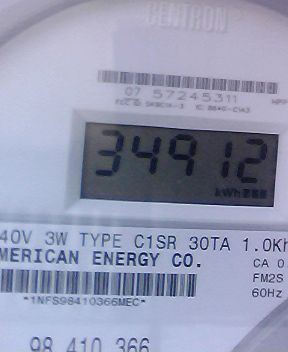 CENTRON
07 57245311
34912
kWh
40V 3W TYPE C1SR 30TA 1.0Kh
MERICAN ENERGY CO.
CA 0
FM2S
60Hz
*1NFS98410366MEC*
98 410 366